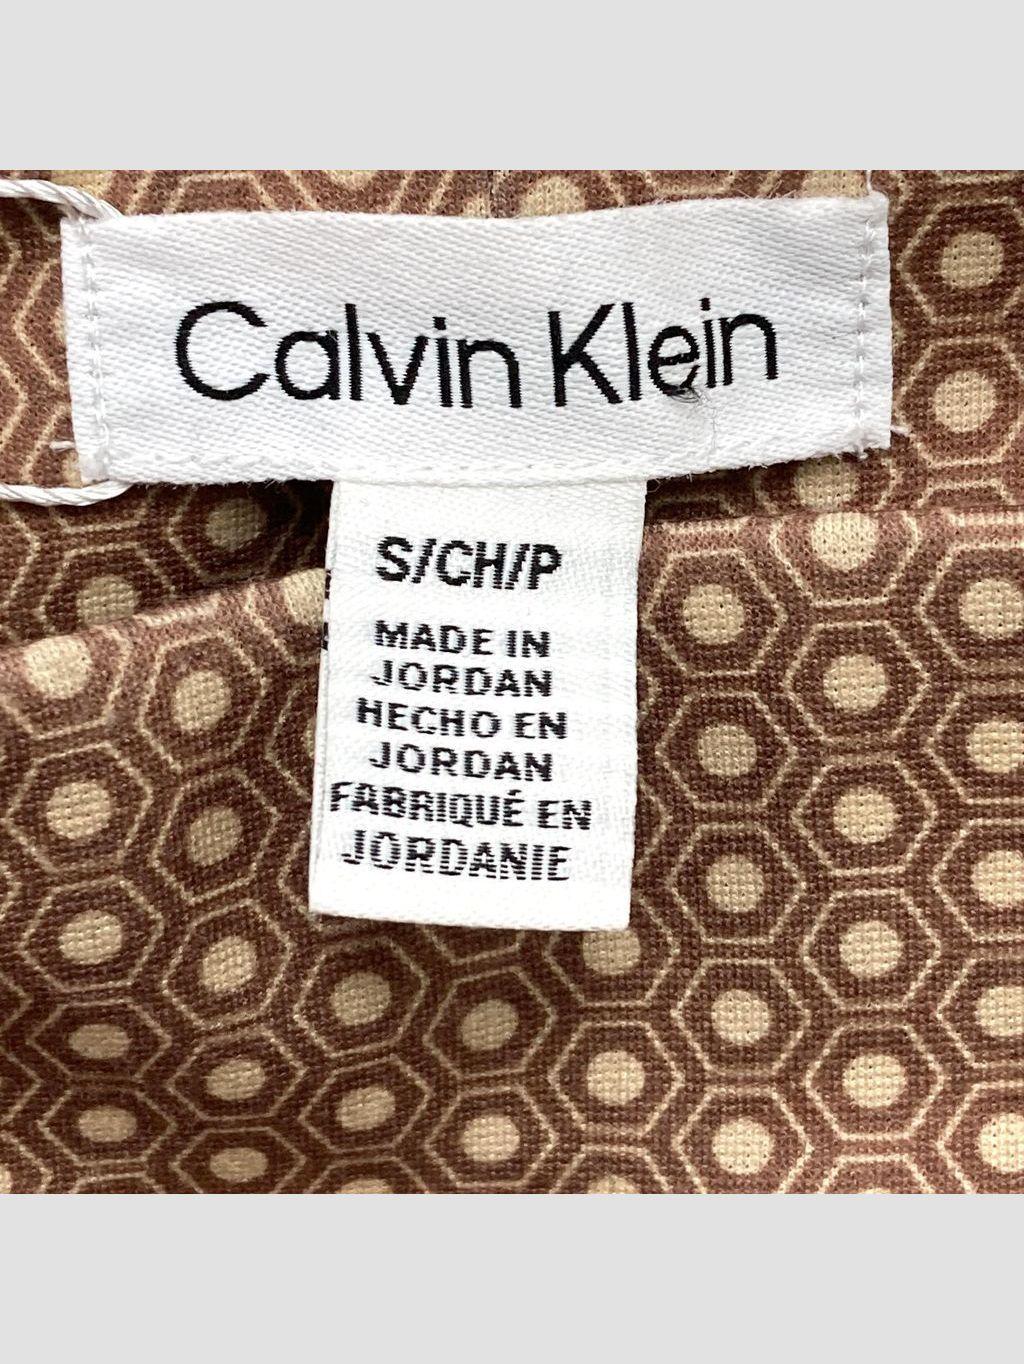 Calvin Klein
S/CH/P
MADE IN
JORDAN
HECHO EN
JORDAN
FABRIQUÉ EN
JORDANIE